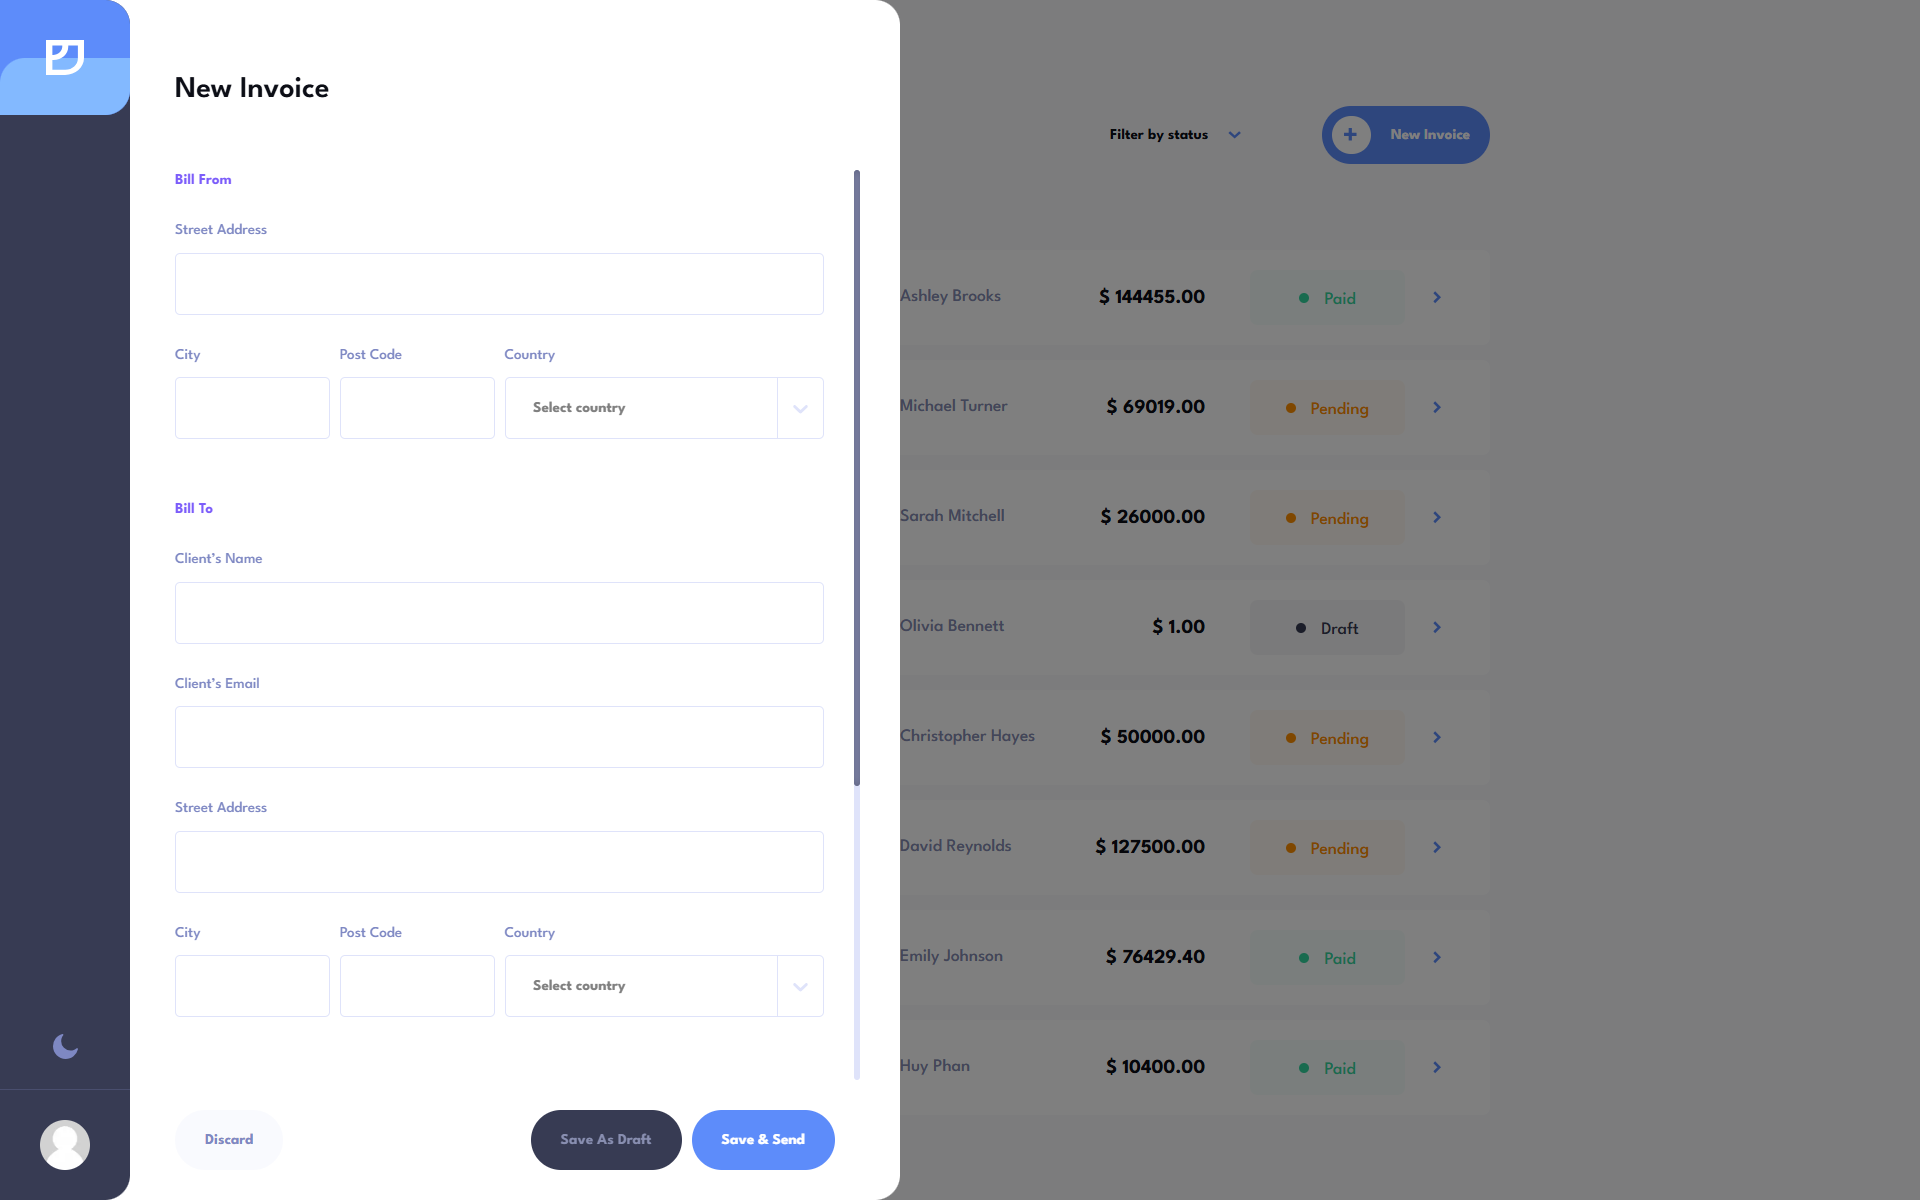 New Invoice
Bill From
Street Address
City Post Code Country
Select country
Bill To
Client’s Name
Client’s Email
Street Address
City Post Code Country
Select country
Discard Save As Draft Save & Send
Filter by status New Invoice
Ashley Brooks $ 144455.00 Paid
Michael Turner $ 69019.00 Pending
Sarah Mitchell $ 26000.00 Pending
Olivia Bennett $ 1.00 Draft
Christopher Hayes $ 50000.00 Pending
David Reynolds $ 127500.00 Pending
Emily Johnson $ 76429.40 Paid
Huy Phan $ 10400.00 Paid